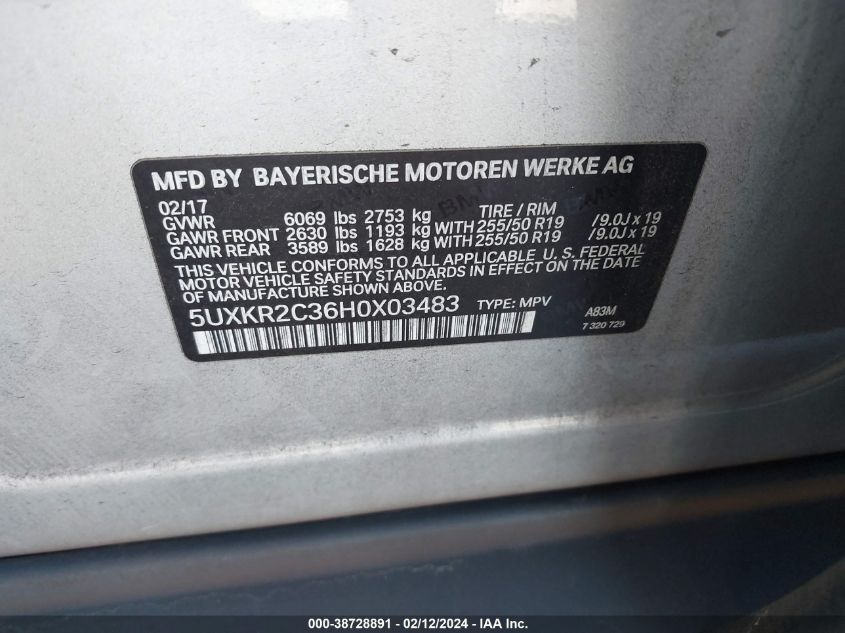 MFD BY BAYERISCHE MOTOREN WERKE AG
02/17 TIRE / RIM
GVWR 6069 lbs 2753 kg
GAWR FRONT 2630 lbs 1193 kg WITH 255/50 R19 /9.0J x 19
GAWR REAR 3589 lbs 1628 kg WITH 255/50 R19 /9.0J x 19
THIS VEHICLE CONFORMS TO ALL APPLICABLE U. S. FEDERAL
MOTOR VEHICLE SAFETY STANDARDS IN EFFECT ON THE DATE
OF MANUFACTURE SHOWN ABOVE.
5UXKR2C36H0X03483 TYPE: MPV
A83M
7 320 729
000-38728891 - 02/12/2024 - IAA Inc.